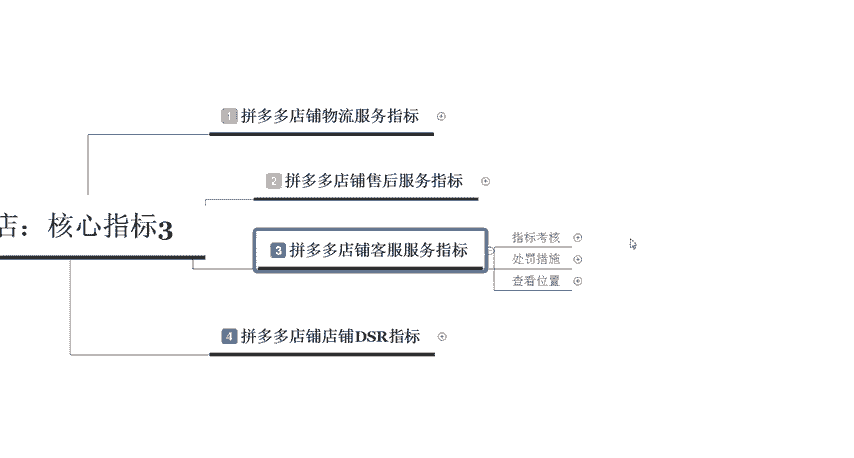 1 拼多多店铺物流服务指标
2 拼多多店铺售后服务指标
店：核心指标3
3 拼多多店铺客服服务指标
指标考核
处罚措施
查看位置
4 拼多多店铺店铺DSR指标